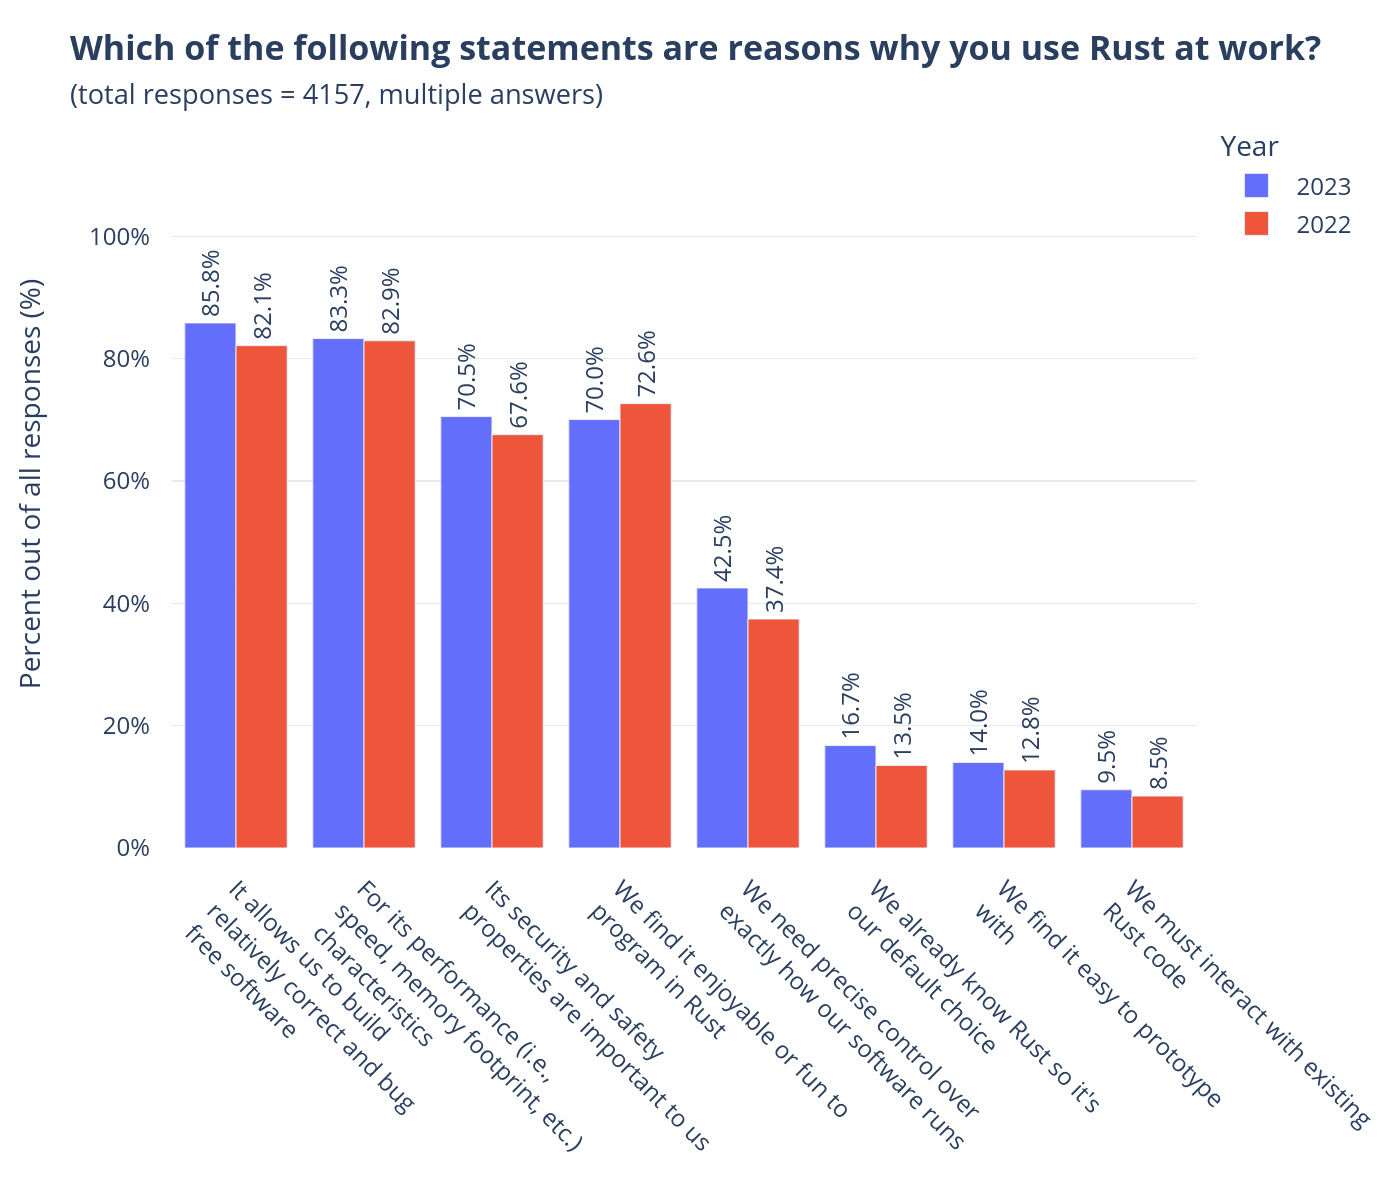 Which of the following statements are reasons why you use Rust at work?
(total responses = 4157, multiple answers)
Year
2023
2022
Percent out of all responses (%)
100%
80%
60%
40%
20%
0%
85.8%
82.1%
83.3%
82.9%
70.5%
67.6%
70.0%
72.6%
42.5%
37.4%
16.7%
13.5%
14.0%
12.8%
9.5%
8.5%
It allows us to build
relatively correct and bug
free software
For its performance (i.e.,
speed, memory footprint, etc.)
characteristics
Its security and safety
properties are important to us
We find it enjoyable or fun to
program in Rust
We need precise control over
exactly how our software runs
We already know Rust so it's
our default choice
We find it easy to prototype
with
We must interact with existing
Rust code